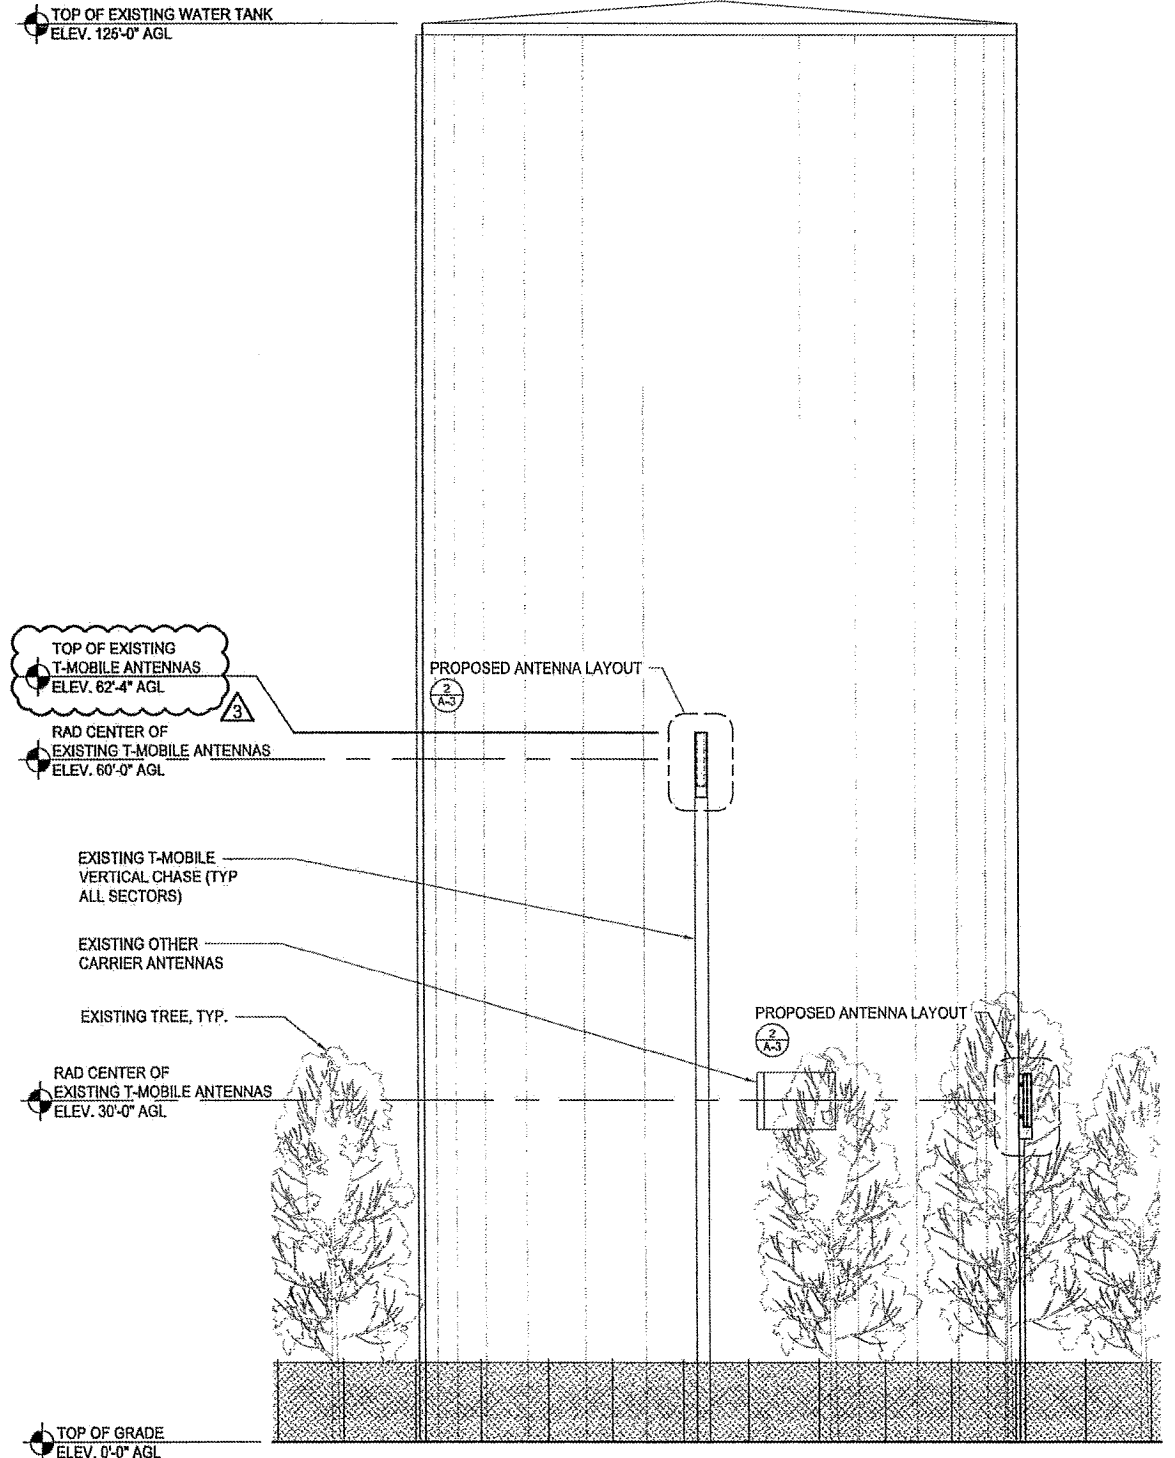 TOP OF EXISTING WATER TANK
ELEV. 125'-0" AGL
TOP OF EXISTING
T-MOBILE ANTENNAS
ELEV. 62'-4" AGL
3
PROPOSED ANTENNA LAYOUT
2
A-3
RAD CENTER OF
EXISTING T-MOBILE ANTENNAS
ELEV. 60'-0" AGL
EXISTING T-MOBILE
VERTICAL CHASE (TYP
ALL SECTORS)
EXISTING OTHER
CARRIER ANTENNAS
EXISTING TREE, TYP.
PROPOSED ANTENNA LAYOUT
2
A-3
RAD CENTER OF
EXISTING T-MOBILE ANTENNAS
ELEV. 30'-0" AGL
TOP OF GRADE
ELEV. 0'-0" AGL